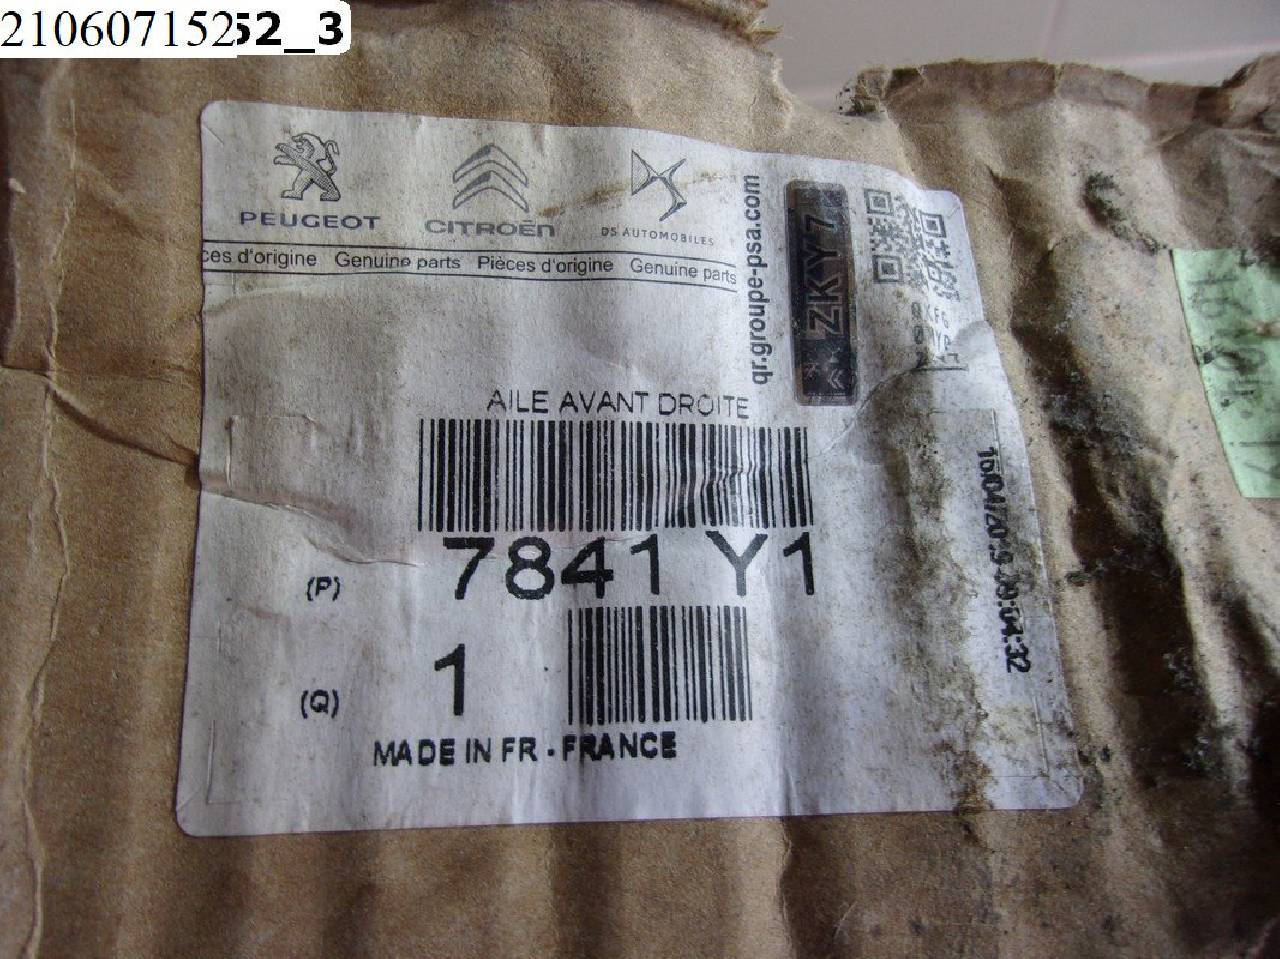 21060715252_3
PEUGEOT
CITROËN
DS AUTOMOBILES
ces d'origine Genuine parts Pièces d'origine Genuine parts
qr.groupe-psa.com
ZKY7
AILE AVANT DROITE
(P) 7841 Y1
(Q) 1
MADE IN FR - FRANCE